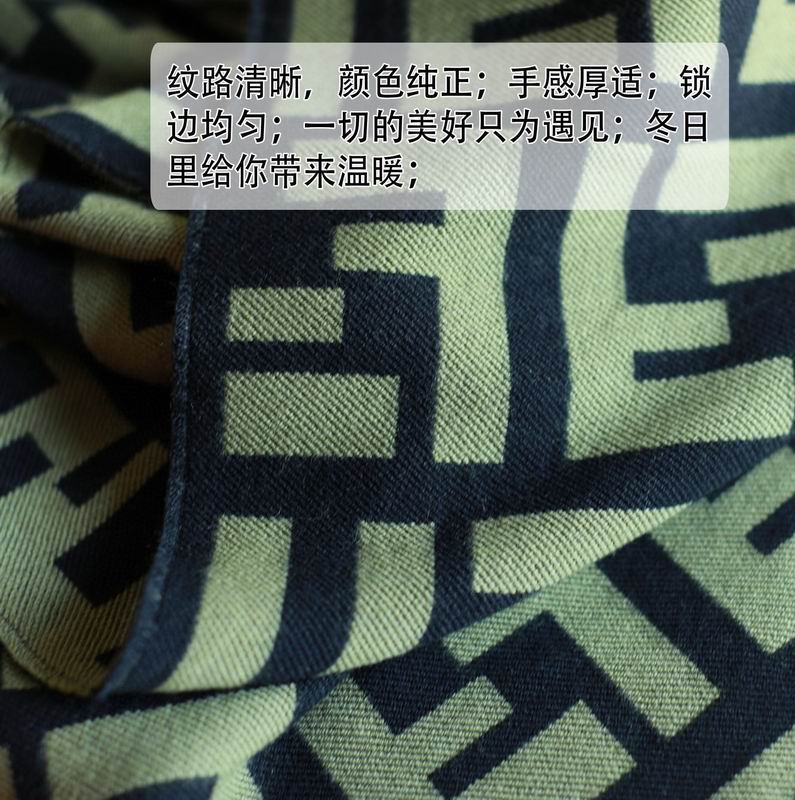 纹路清晰，颜色纯正；手感厚适；锁
边均匀；一切的美好只为遇见；冬日
里给你带来温暖；